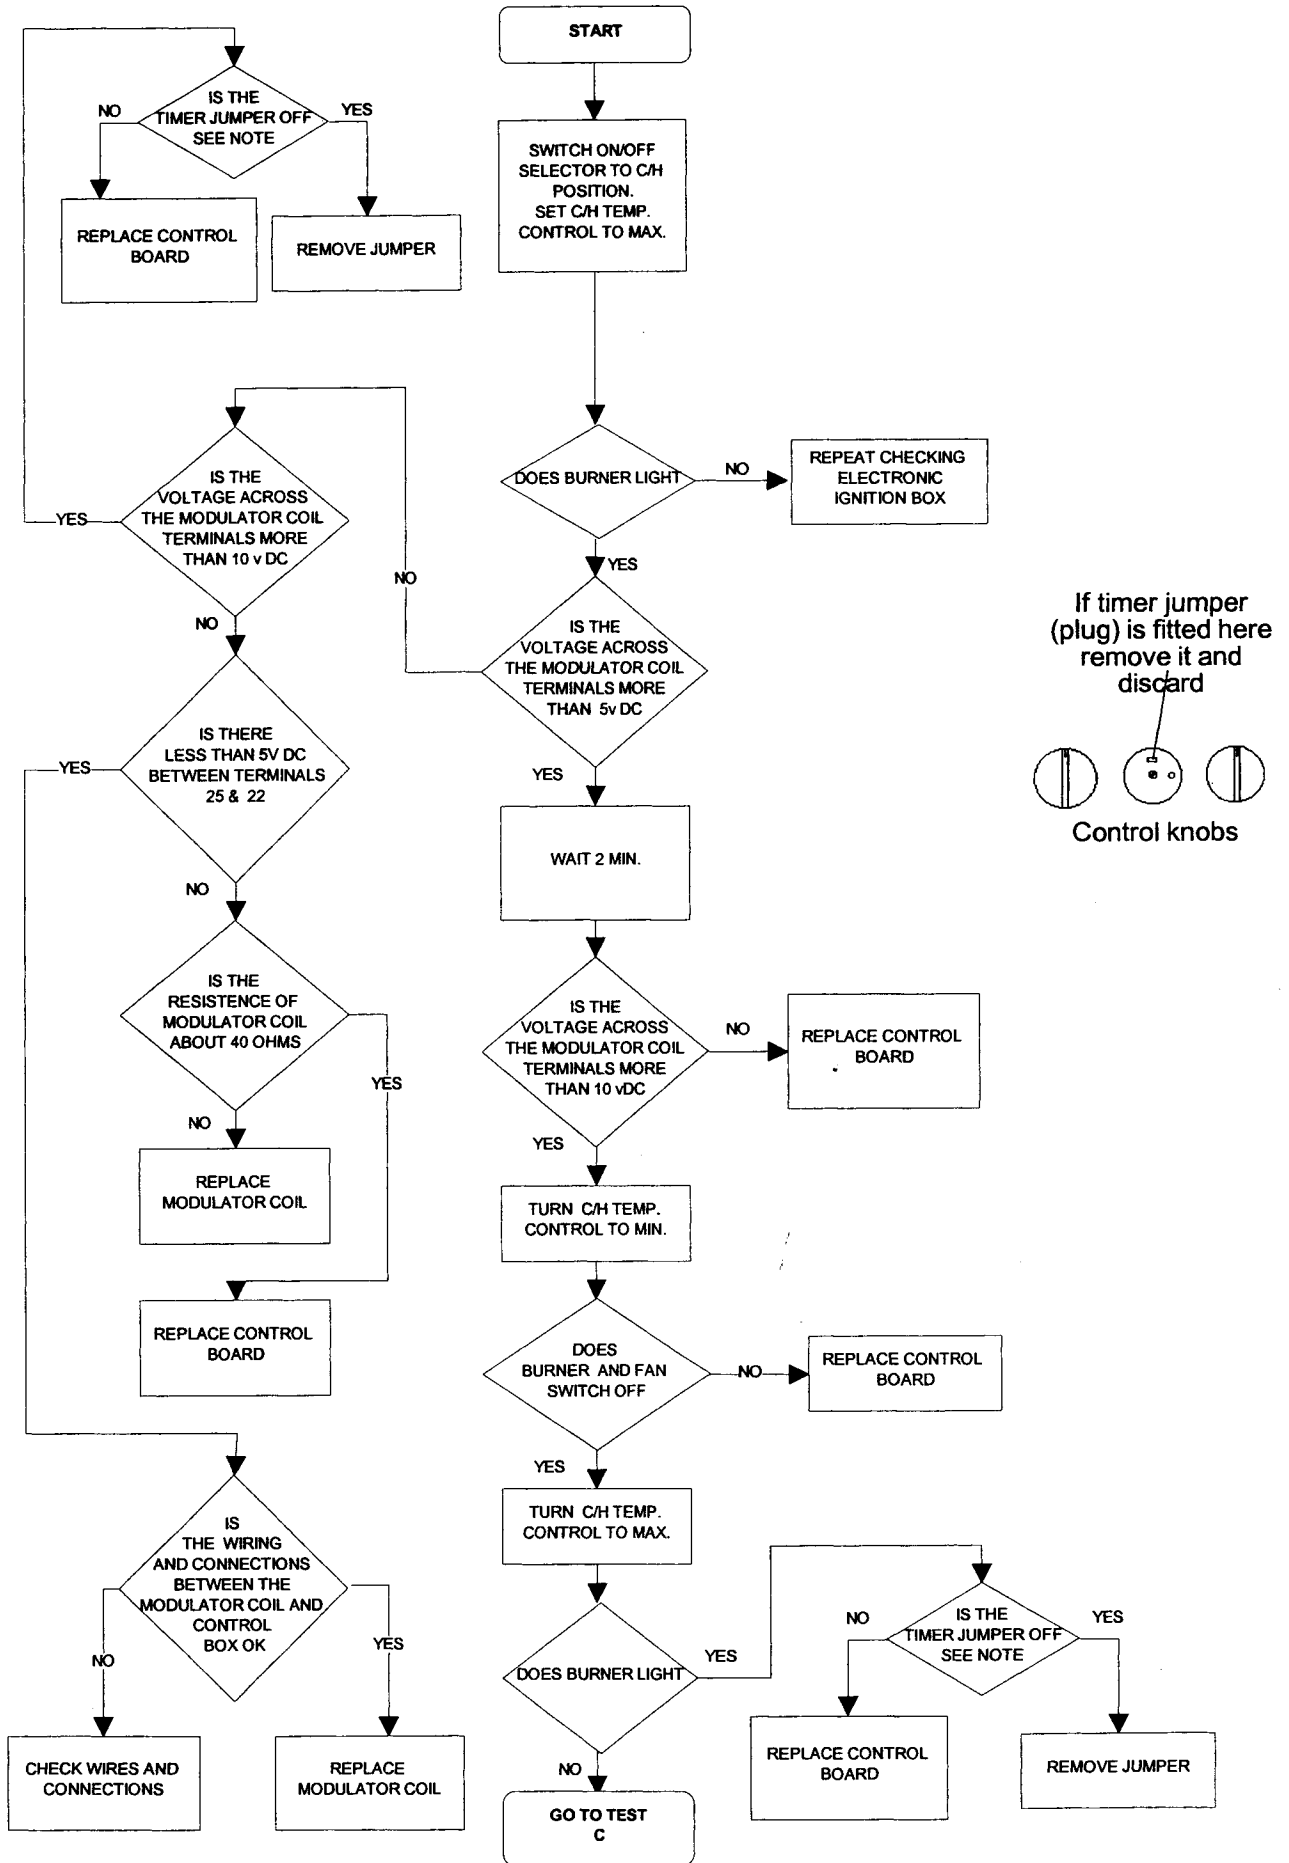 START
SWITCH ON/OFF
SELECTOR TO C/H
POSITION.
SET C/H TEMP.
CONTROL TO MAX.
IS THE
TIMER JUMPER OFF
SEE NOTE
NO
YES
REPLACE CONTROL
BOARD
REMOVE JUMPER
DOES BURNER LIGHT
NO
REPEAT CHECKING
ELECTRONIC
IGNITION BOX
YES
IS THE
VOLTAGE ACROSS
THE MODULATOR COIL
TERMINALS MORE
THAN 10 v DC
YES
NO
NO
IS THE
VOLTAGE ACROSS
THE MODULATOR COIL
TERMINALS MORE
THAN 5v DC
YES
If timer jumper
(plug) is fitted here
remove it and
discard
Control knobs
IS THERE
LESS THAN 5V DC
BETWEEN TERMINALS
25 & 22
YES
NO
WAIT 2 MIN.
IS THE
RESISTENCE OF
MODULATOR COIL
ABOUT 40 OHMS
YES
NO
IS THE
VOLTAGE ACROSS
THE MODULATOR COIL
TERMINALS MORE
THAN 10 vDC
NO
REPLACE CONTROL
BOARD
YES
REPLACE
MODULATOR COIL
TURN C/H TEMP.
CONTROL TO MIN.
REPLACE CONTROL
BOARD
DOES
BURNER AND FAN
SWITCH OFF
NO
REPLACE CONTROL
BOARD
YES
TURN C/H TEMP.
CONTROL TO MAX.
IS
THE WIRING
AND CONNECTIONS
BETWEEN THE
MODULATOR COIL AND
CONTROL
BOX OK
NO
YES
CHECK WIRES AND
CONNECTIONS
REPLACE
MODULATOR COIL
DOES BURNER LIGHT
YES
NO
IS THE
TIMER JUMPER OFF
SEE NOTE
NO
YES
REPLACE CONTROL
BOARD
REMOVE JUMPER
GO TO TEST
C